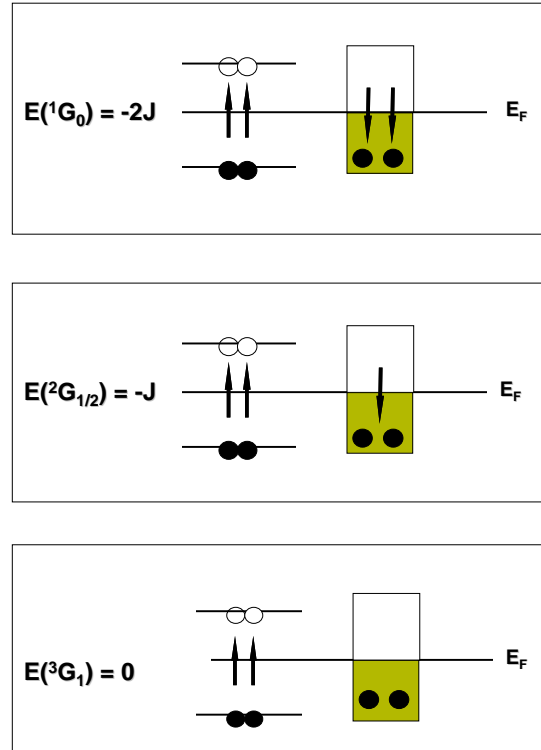 E(¹G₀) = -2J
E_F
E(²G₁/₂) = -J
E_F
E(³G₁) = 0
E_F